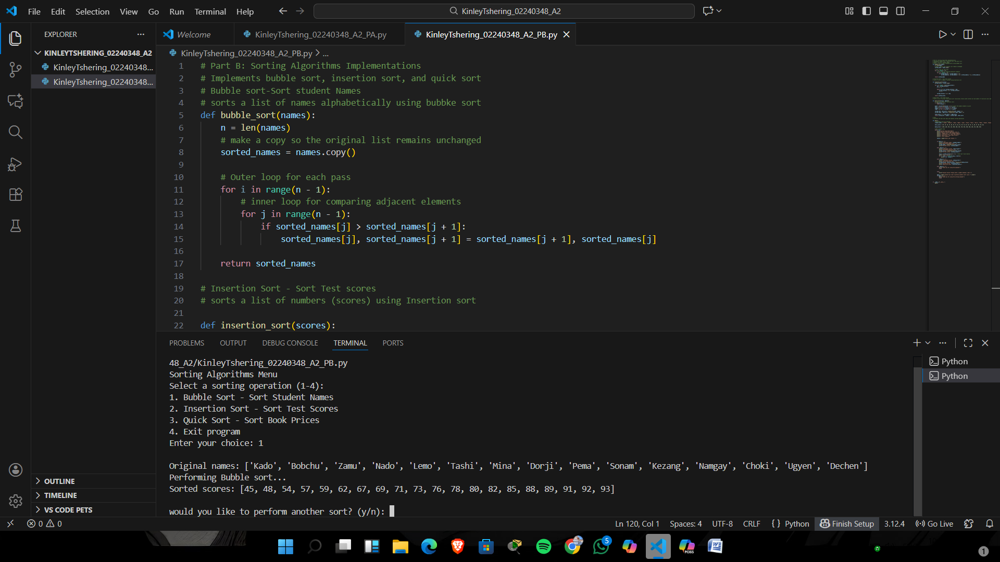 File Edit Selection View Go Run Terminal Help
KinleyTshering_02240348_A2
EXPLORER
Welcome
KinleyTshering_02240348_A2_PA.py
KinleyTshering_02240348_A2_PB.py
KINLEYTSHERING_02240348_A2
KinleyTshering_02240348...
KinleyTshering_02240348...
KinleyTshering_02240348_A2_PB.py > ...
1 # Part B: Sorting Algorithms Implementations
2 # Implements bubble sort, insertion sort, and quick sort
3 # Bubble sort-Sort student Names
4 # sorts a list of names alphabetically using bubbke sort
5 def bubble_sort(names):
6 n = len(names)
7 # make a copy so the original list remains unchanged
8 sorted_names = names.copy()
9
10 # Outer loop for each pass
11 for i in range(n - 1):
12 # inner loop for comparing adjacent elements
13 for j in range(n - 1):
14 if sorted_names[j] > sorted_names[j + 1]:
15 sorted_names[j], sorted_names[j + 1] = sorted_names[j + 1], sorted_names[j]
16
17 return sorted_names
18
19 # Insertion Sort - Sort Test scores
20 # sorts a list of numbers (scores) using Insertion sort
21
22 def insertion_sort(scores):
PROBLEMS OUTPUT DEBUG CONSOLE TERMINAL PORTS
48_A2/KinleyTshering_02240348_A2_PB.py
Sorting Algorithms Menu
Select a sorting operation (1-4):
1. Bubble Sort - Sort Student Names
2. Insertion Sort - Sort Test Scores
3. Quick Sort - Sort Book Prices
4. Exit program
Enter your choice: 1
Original names: ['Kado', 'Bobchu', 'Zamu', 'Nado', 'Lemo', 'Tashi', 'Mina', 'Dorji', 'Pema', 'Sonam', 'Kezang', 'Namgay', 'Choki', 'Ugyen', 'Dechen']
Performing Bubble sort...
Sorted scores: [45, 48, 54, 57, 59, 62, 67, 69, 71, 73, 76, 78, 80, 82, 85, 88, 89, 91, 92, 93]
would you like to perform another sort? (y/n):
Python
Python
OUTLINE
TIMELINE
VS CODE PETS
0 0
Ln 120, Col 1 Spaces: 4 UTF-8 CRLF {} Python Finish Setup 3.12.4 Go Live
5
M365
1